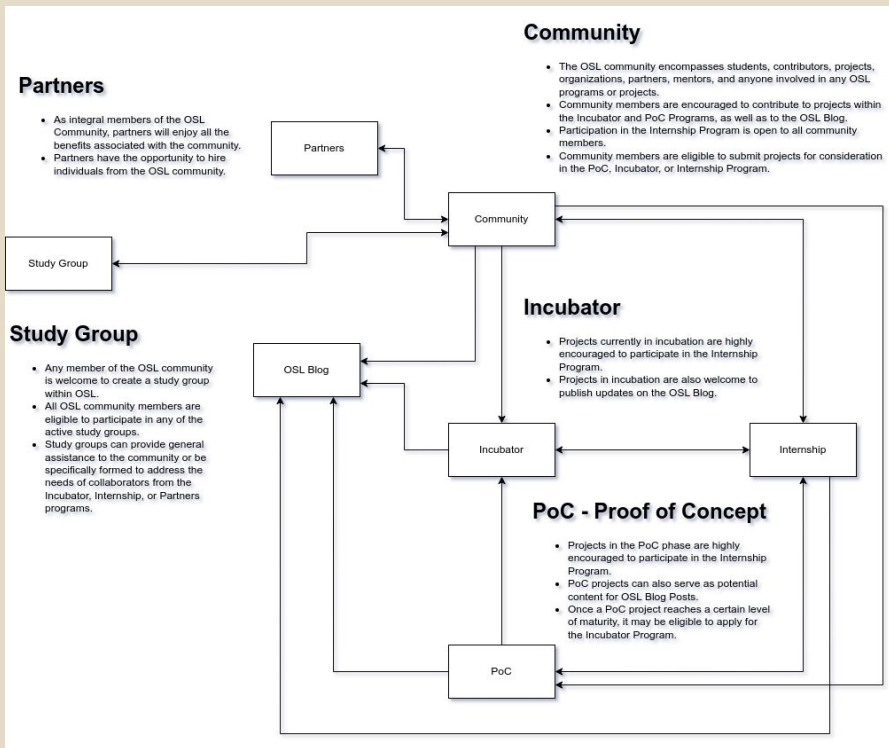 Community
The OSL community encompasses students, contributors, projects,
organizations, partners, mentors, and anyone involved in any OSL
programs or projects.
Community members are encouraged to contribute to projects within
the Incubator and PoC Programs, as well as to the OSL Blog.
Participation in the Internship Program is open to all community
members.
Community members are eligible to submit projects for consideration
in the PoC, Incubator, or Internship Program.
Partners
As integral members of the OSL
Community, partners will enjoy all the
benefits associated with the community.
Partners have the opportunity to hire
individuals from the OSL community.
Partners
Community
Study Group
Study Group
Any member of the OSL community
is welcome to create a study group
within OSL.
All OSL community members are
eligible to participate in any of the
active study groups.
Study groups can provide general
assistance to the community or be
specifically formed to address the
needs of collaborators from the
Incubator, Internship, or Partners
programs.
Incubator
Projects currently in incubation are highly
encouraged to participate in the Internship
Program.
Projects in incubation are also welcome to
publish updates on the OSL Blog.
OSL Blog
Incubator
Internship
PoC - Proof of Concept
Projects in the PoC phase are highly
encouraged to participate in the Internship
Program.
PoC projects can also serve as potential
content for OSL Blog Posts.
Once a PoC project reaches a certain level
of maturity, it may be eligible to apply for
the Incubator Program.
PoC